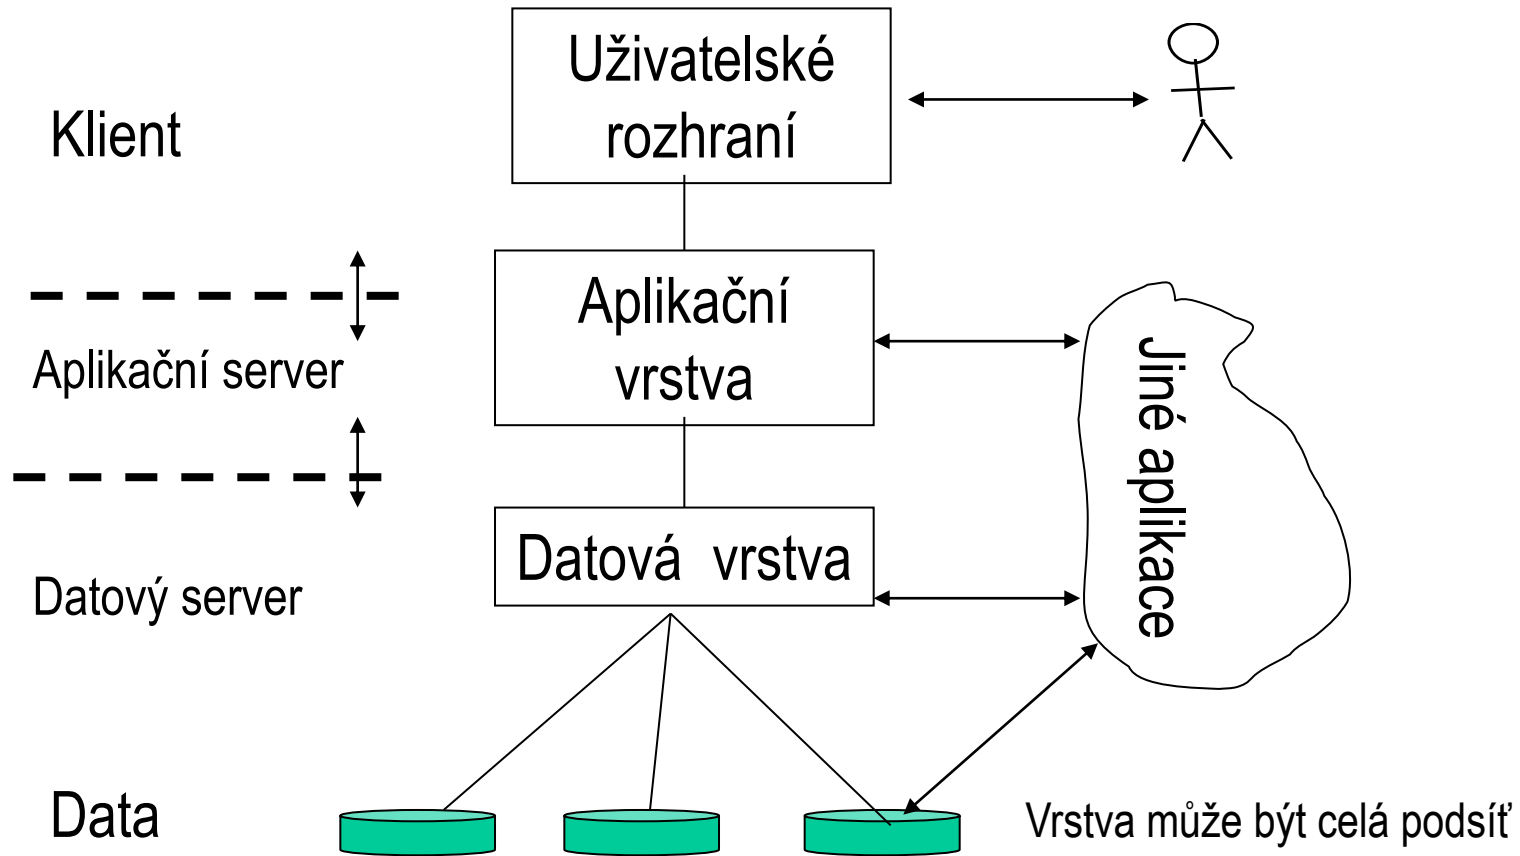 Uživatelské
rozhraní
Klient
Aplikační
vrstva
Aplikační server
Jiné aplikace
Datová vrstva
Datový server
Data
Vrstva může být celá podsíť